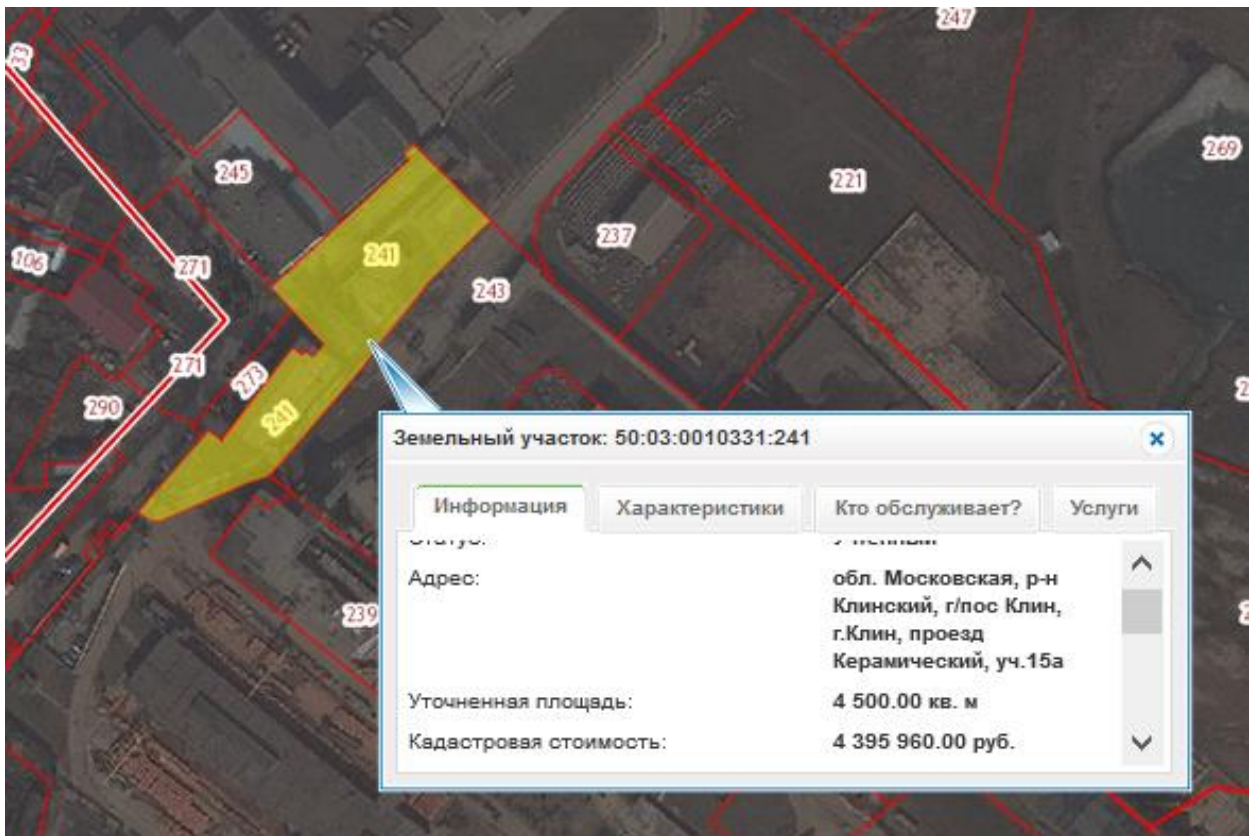 247
33
269
245
221
237
241
106
271
243
271
273
290
241
Земельный участок: 50:03:0010331:241
Информация Характеристики Кто обслуживает? Услуги
Адрес: обл. Московская, р-н
Клинский, г/пос Клин,
г.Клин, проезд
Керамический, уч.15а
239
Уточненная площадь: 4 500.00 кв. м
Кадастровая стоимость: 4 395 960.00 руб.